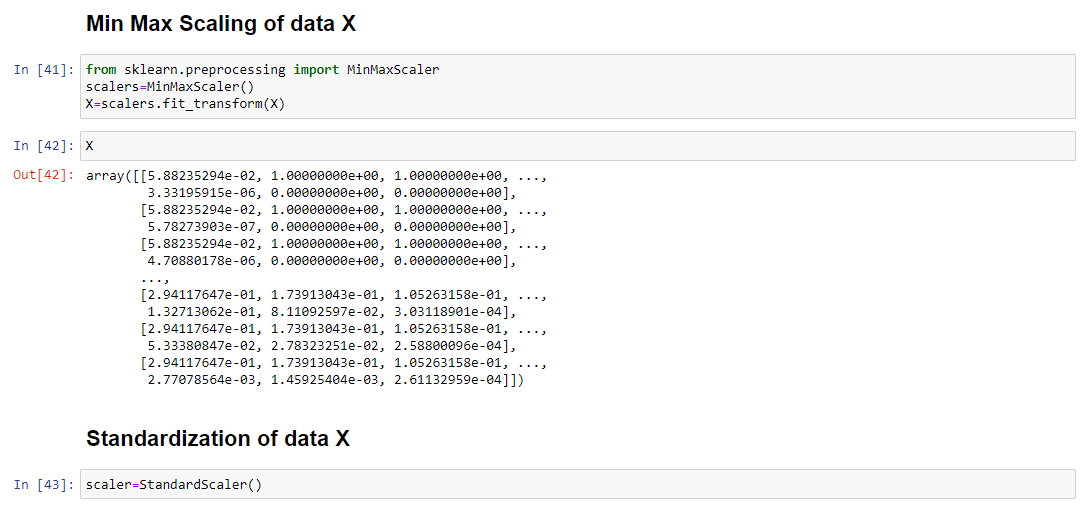 Min Max Scaling of data X
In [41]: from sklearn.preprocessing import MinMaxScaler
scalers=MinMaxScaler()
X=scalers.fit_transform(X)
In [42]: X
Out[42]: array([[5.88235294e-02, 1.00000000e+00, 1.00000000e+00, ...,
3.33195915e-06, 0.00000000e+00, 0.00000000e+00],
[5.88235294e-02, 1.00000000e+00, 1.00000000e+00, ...,
5.78273903e-07, 0.00000000e+00, 0.00000000e+00],
[5.88235294e-02, 1.00000000e+00, 1.00000000e+00, ...,
4.70880178e-06, 0.00000000e+00, 0.00000000e+00],
...,
[2.94117647e-01, 1.73913043e-01, 1.05263158e-01, ...,
1.32713062e-01, 8.11092597e-02, 3.03118901e-04],
[2.94117647e-01, 1.73913043e-01, 1.05263158e-01, ...,
5.33380847e-02, 2.78323251e-02, 2.58800096e-04],
[2.94117647e-01, 1.73913043e-01, 1.05263158e-01, ...,
2.77078564e-03, 1.45925404e-03, 2.61132959e-04]])
Standardization of data X
In [43]: scaler=StandardScaler()